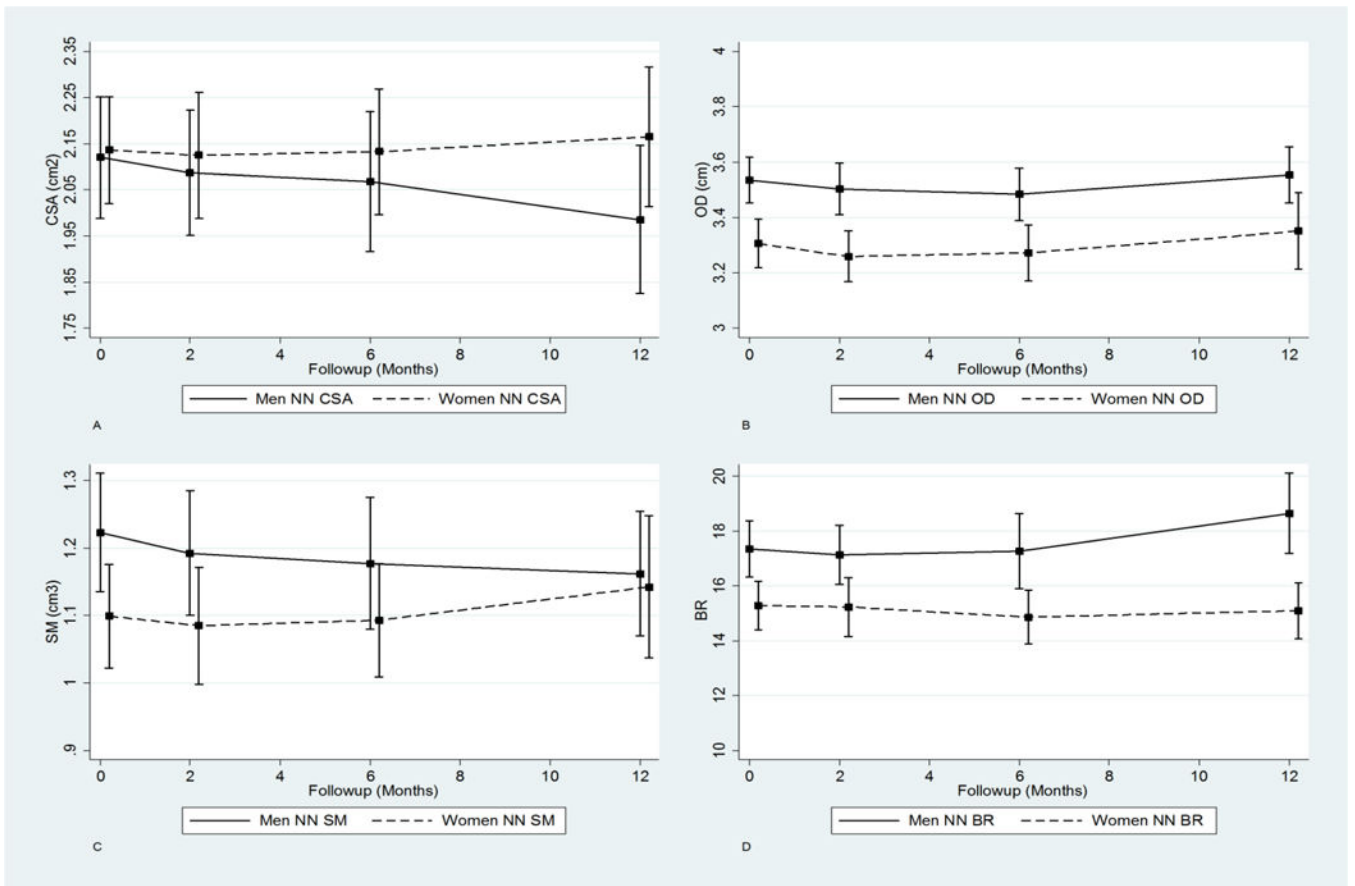 2.35
2.25
2.15
2.05
1.95
1.85
1.75
CSA (cm2)
0 2 4 6 8 10 12
Followup (Months)
Men NN CSA Women NN CSA
A
4
3.8
3.6
3.4
3.2
3
OD (cm)
0 2 4 6 8 10 12
Followup (Months)
Men NN OD Women NN OD
B
1.3
1.2
1.1
1
.9
SM (cm3)
0 2 4 6 8 10 12
Followup (Months)
Men NN SM Women NN SM
C
20
18
16
14
12
10
BR
0 2 4 6 8 10 12
Followup (Months)
Men NN BR Women NN BR
D